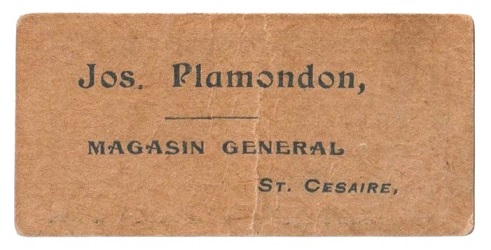 Jos. Plamondon,
MAGASIN GENERAL
ST. CESAIRE,